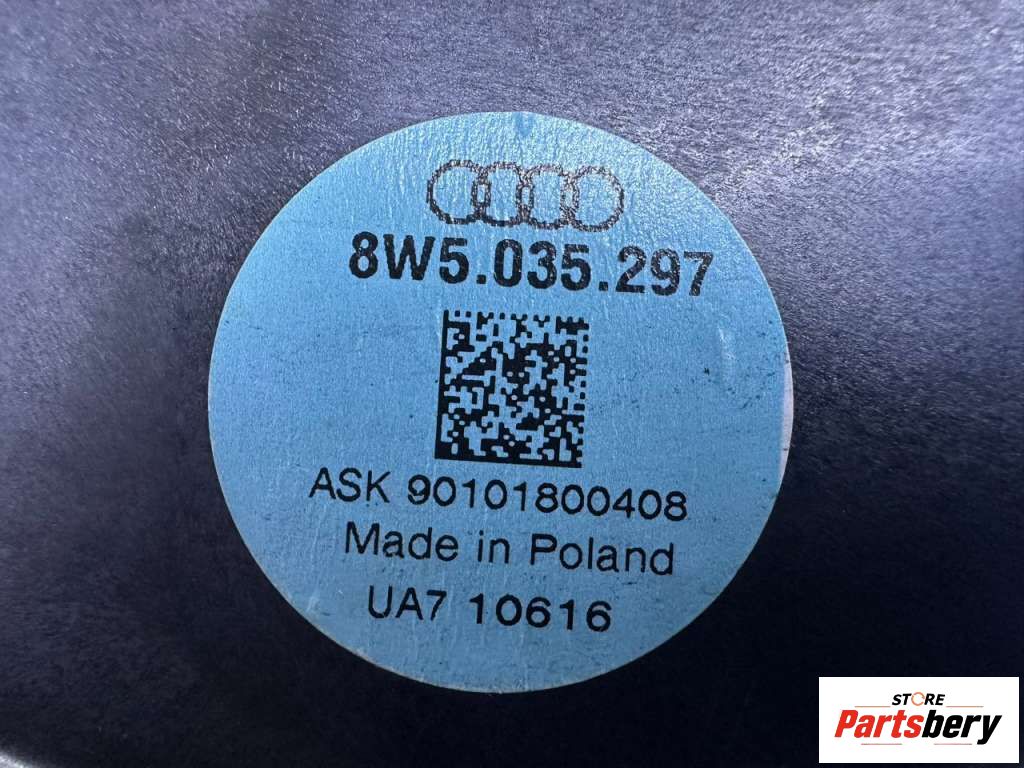 8W5.035.297
ASK 90101800408
Made in Poland
UA7 10616
STORE
Partsbery